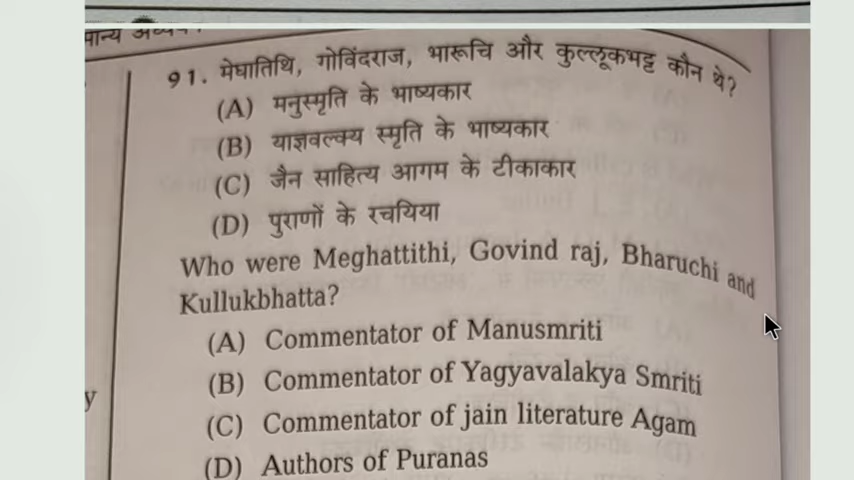 91. मेघातिथि, गोविंदराज, भारूचि और कुल्लूकभट्ट कौन थे?
(A) मनुस्मृति के भाष्यकार
(B) याज्ञवल्क्य स्मृति के भाष्यकार
(C) जैन साहित्य आगम के टीकाकार
(D) पुराणों के रचयिया
Who were Meghattithi, Govind raj, Bharuchi and
Kullukbhatta?
(A) Commentator of Manusmriti
(B) Commentator of Yagyavalakya Smriti
(C) Commentator of jain literature Agam
y
(D) Authors of Puranas